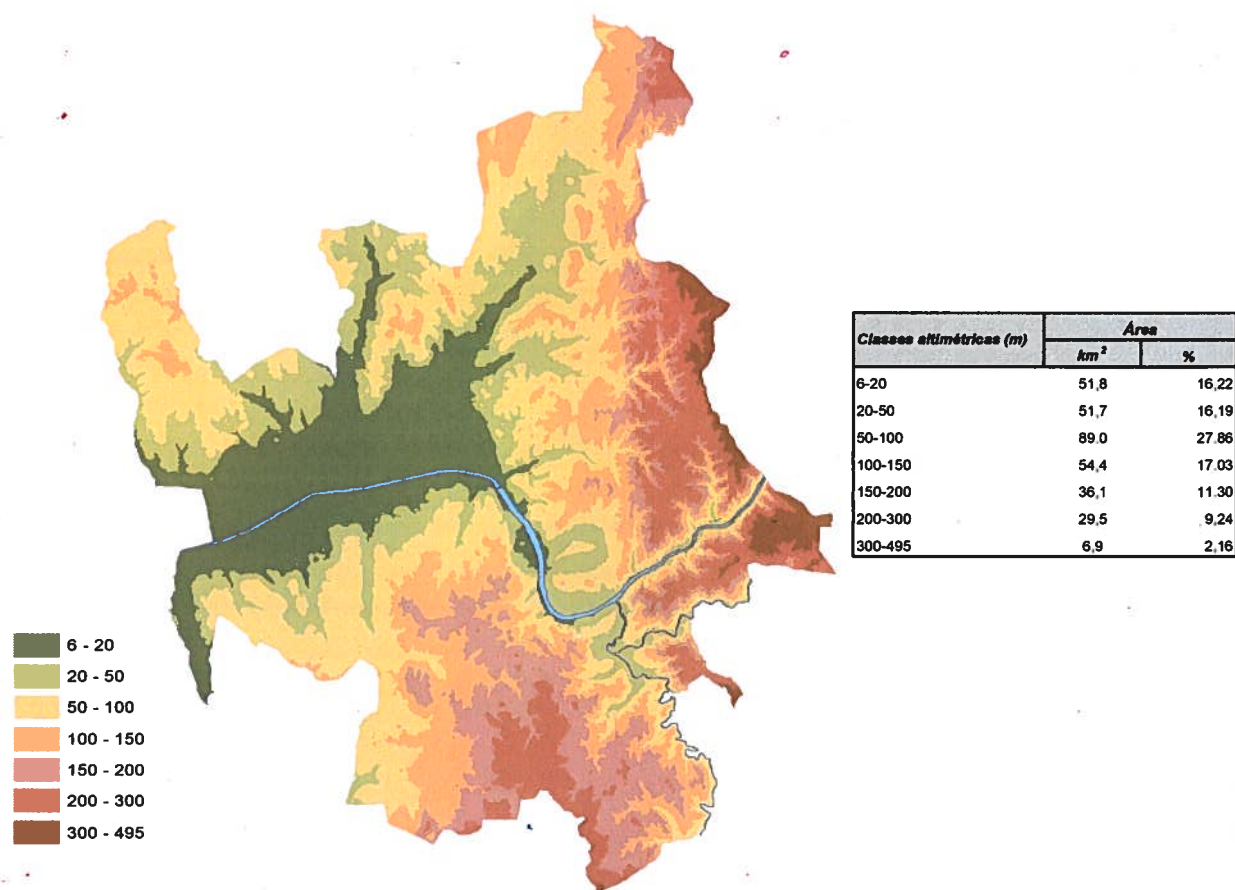 Classes altimétricas (m) Área
km² %
6-20 51,8 16,22
20-50 51,7 16,19
50-100 89.0 27.86
100-150 54,4 17.03
150-200 36,1 11.30
200-300 29,5 9,24
300-495 6,9 2,16
6 - 20
20 - 50
50 - 100
100 - 150
150 - 200
200 - 300
300 - 495